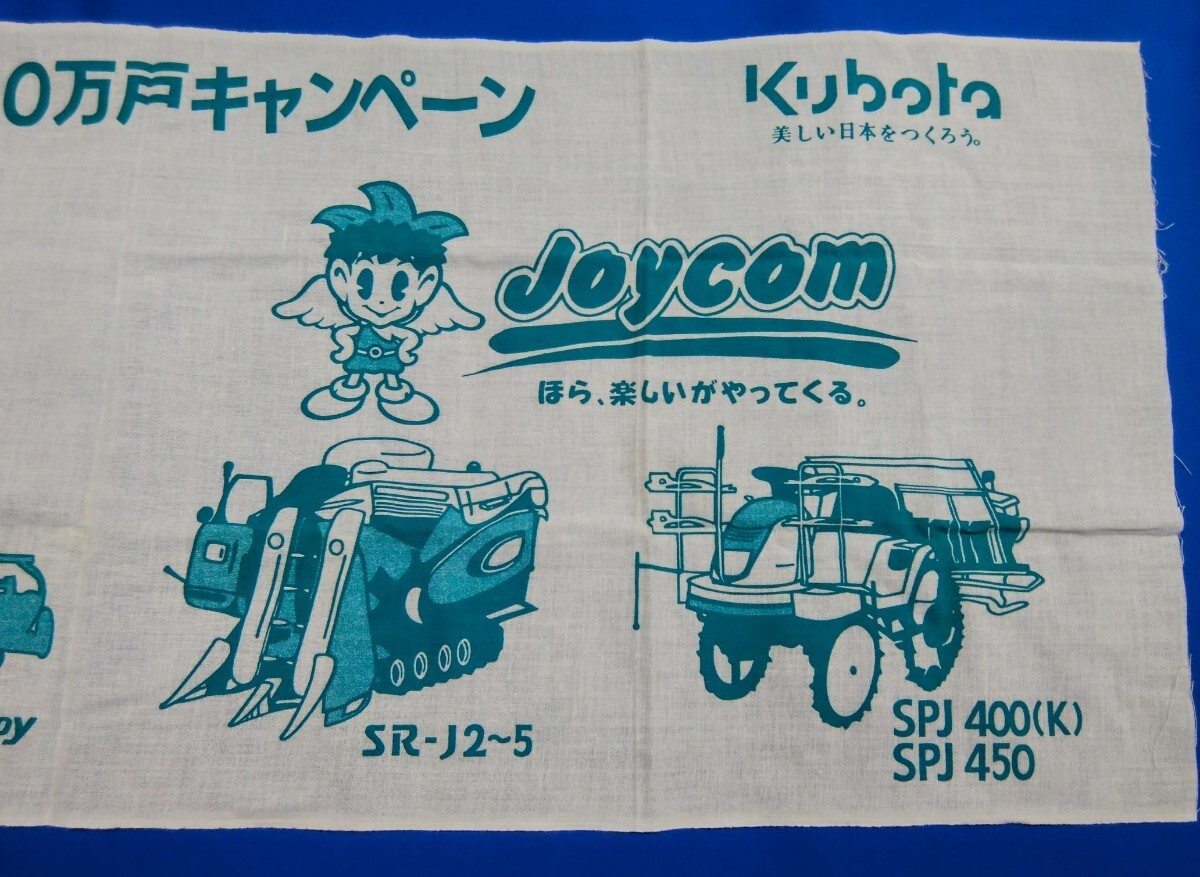 0万戸キャンペーン
Kubota
美しい日本をつくろう。
Joycom
ほら、楽しいがやってくる。
SR-J2~5
SPJ 400(K)
SPJ 450